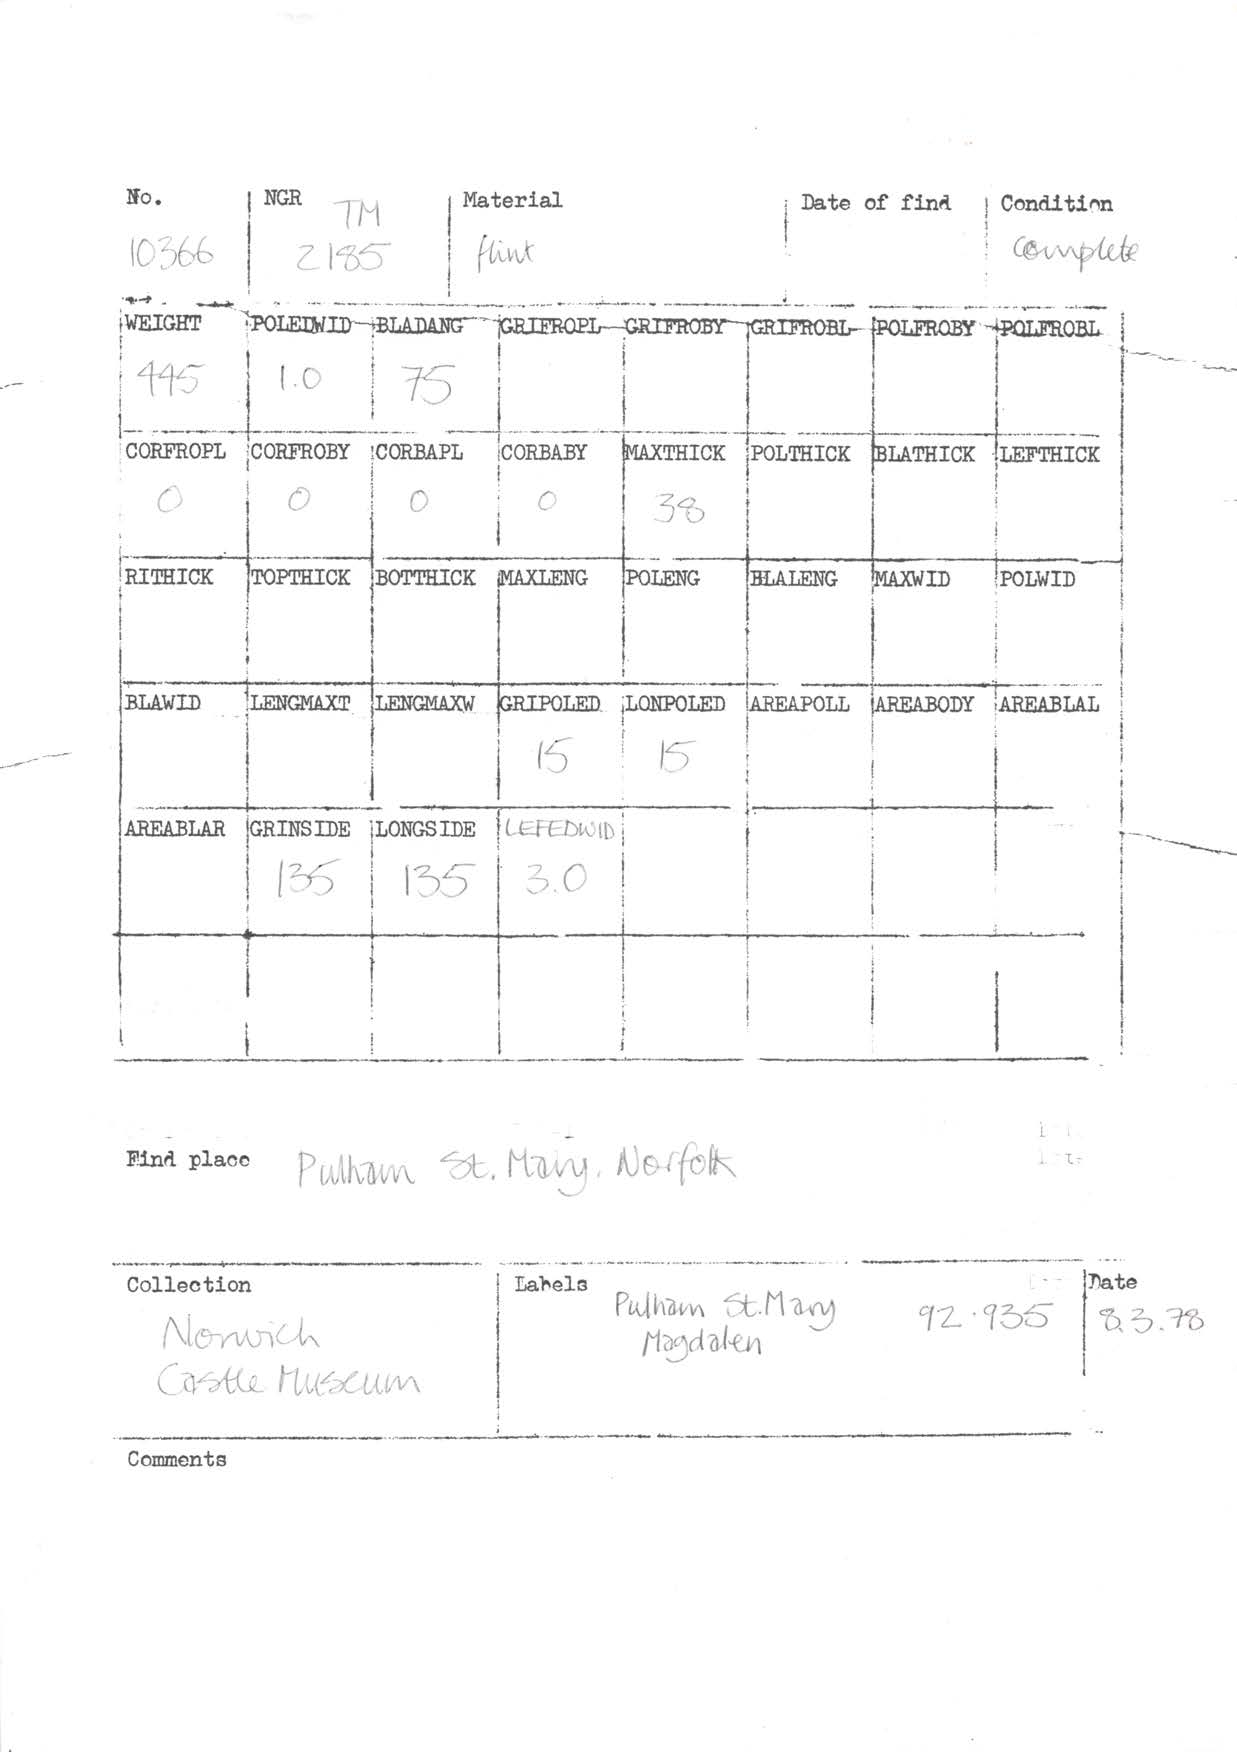 No. NGR Material Date of find Condition
TM
10366 2185 flint complete
WEIGHT POLEDWID BLADANG GRIFROPL GRIFROBY GRIFROBL POLFROBY POLFROBL
445 1.0 75
CORFROPL CORFROBY CORBAPL CORBABY MAXTHICK POLTHICK BLATHICK LEFTHICK
0 0 0 0 38
RITHICK TOPTHICK BOTTHICK MAXLENG POLENG BLALENG MAXWID POLWID
BLAWID LENGMAXT LENGMAXW GRIPOLED LONPOLED AREAPOLL AREABODY AREABLAL
15 15
AREABLAR GRINSIDE LONGSIDE LEFEDWID
135 135 3.0
Find place Pulham St. Mary. Norfolk
Collection Labels Date
Pulham St. Mary 92.935 8.3.78
Magdalen
Norwich
Castle Museum
Comments